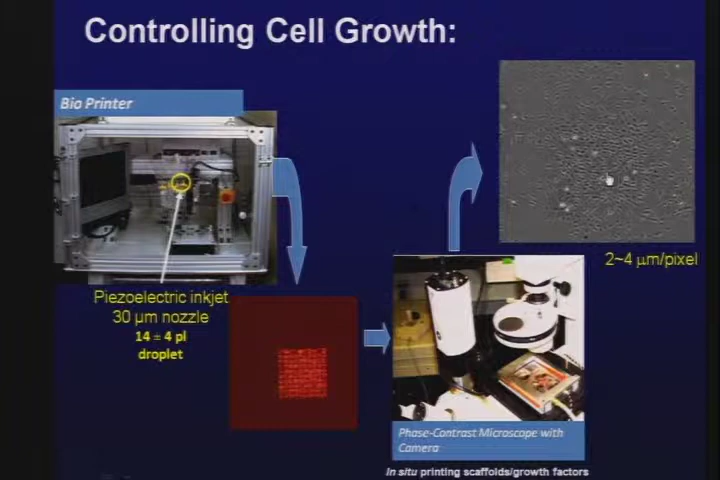 Controlling Cell Growth:
Bio Printer
Piezoelectric inkjet
30 µm nozzle
14 ± 4 pl
droplet
2~4 µm/pixel
Phase-Contrast Microscope with
Camera
In situ printing scaffolds/growth factors